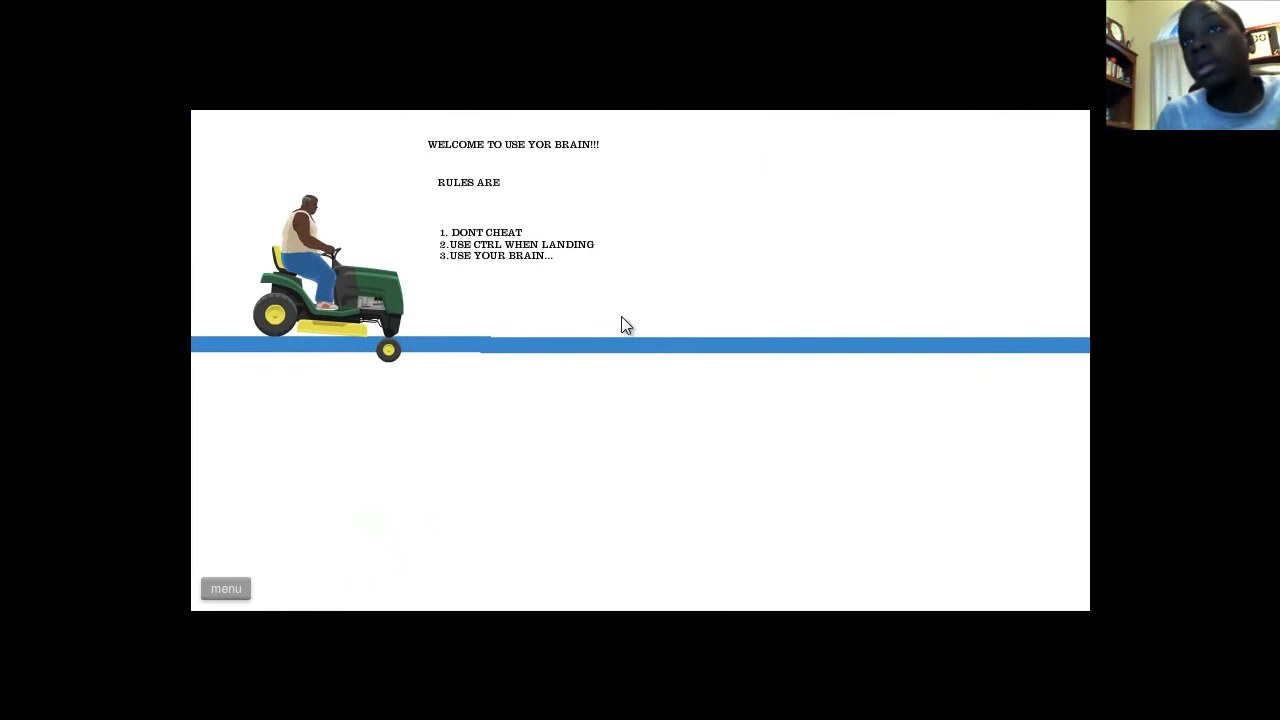 WELCOME TO USE YOR BRAIN!!!
RULES ARE
1. DONT CHEAT
2.USE CTRL WHEN LANDING
3.USE YOUR BRAIN...
menu